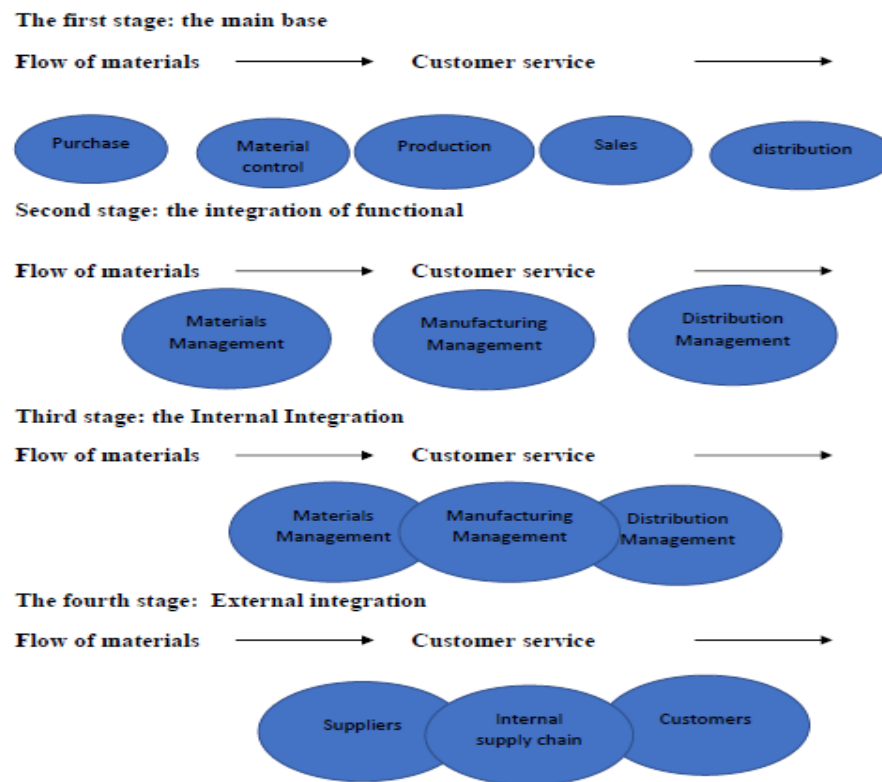 The first stage: the main base
Flow of materials Customer service
Purchase Material Production Sales distribution
control
Second stage: the integration of functional
Flow of materials Customer service
Materials Manufacturing Distribution
Management Management Management
Third stage: the Internal Integration
Flow of materials Customer service
Materials Manufacturing Distribution
Management Management Management
The fourth stage: External integration
Flow of materials Customer service
Suppliers Internal Customers
supply chain